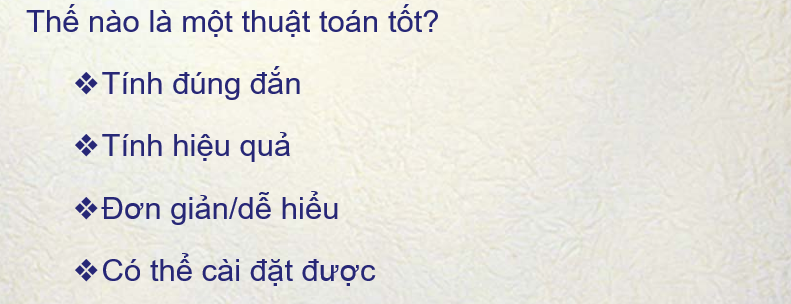 Thế nào là một thuật toán tốt?
❖Tính đúng đắn
❖Tính hiệu quả
❖Đơn giản/dễ hiểu
❖Có thể cài đặt được